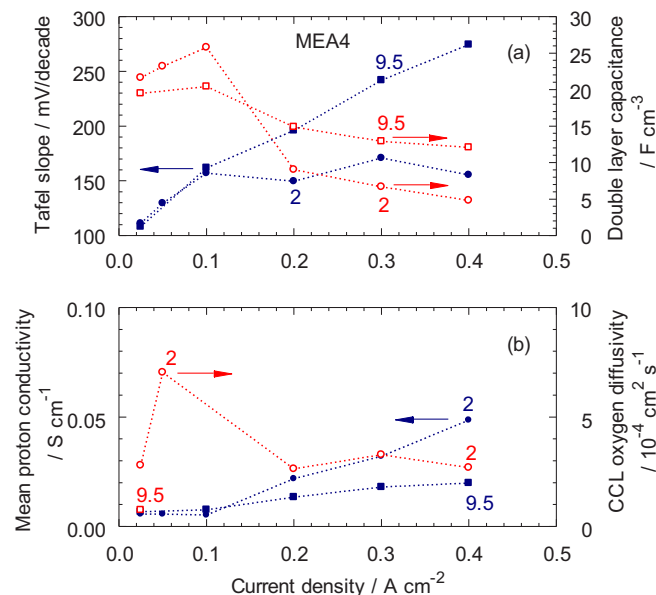 MEA4
(a)
300
250
200
150
100
30
25
20
15
10
5
0
9.5
9.5
2
2
0.0 0.1 0.2 0.3 0.4 0.5
Tafel slope / mV/decade
Double layer capacitance
/ F cm⁻³
(b)
0.10
0.05
0.00
10
5
0
2
2
2
9.5
9.5
0.0 0.1 0.2 0.3 0.4 0.5
Mean proton conductivity
/ S cm⁻¹
CCL oxygen diffusivity
/ 10⁻⁴ cm² s⁻¹
Current density / A cm⁻²